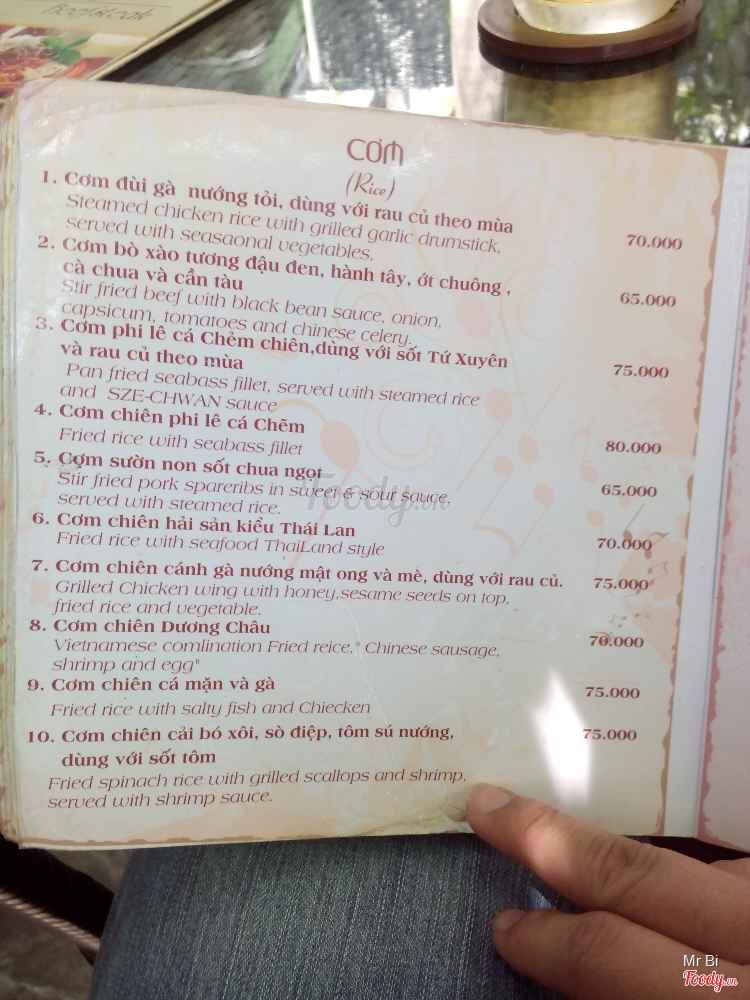 CƠM
(Rice)
1. Cơm đùi gà nướng tỏi, dùng với rau củ theo mùa
Steamed chicken rice with grilled garlic drumstick,
served with seasaonal vegetables,
70.000
2. Cơm bò xào tương đậu đen, hành tây, ớt chuông ,
cà chua và cần tàu
65.000
Stir fried beef with black bean sauce, onion,
capsicum, tomatoes and chinese celery.
3. Cơm phi lê cá Chẻm chiên,dùng với sốt Tứ Xuyên
và rau củ theo mùa
75.000
Pan fried seabass fillet, served with steamed rice
and SZE-CHWAN sauce
4. Cơm chiên phi lê cá Chẽm
80.000
Fried rice with seabass fillet
5. Cơm sườn non sốt chua ngọt
65.000
Stir fried pork spareribs in sweet & sour sauce,
served with steamed rice.
6. Cơm chiên hải sản kiểu Thái Lan
70.000
Fried rice with seafood ThaiLand style
7. Cơm chiên cánh gà nướng mật ong và mè, dùng với rau củ.
75.000
Grilled Chicken wing with honey,sesame seeds on top,
fried rice and vegetable.
8. Cơm chiên Dương Châu
70.000
Vietnamese comlination Fried reice," Chinese sausage,
shrimp and egg"
9. Cơm chiên cá mặn và gà
75.000
Fried rice with salty fish and Chiecken
10. Cơm chiên cải bó xôi, sò điệp, tôm sú nướng,
75.000
dùng với sốt tôm
Fried spinach rice with grilled scallops and shrimp,
served with shrimp sauce.
Foody.vn
Mr Bi
Foody.vn